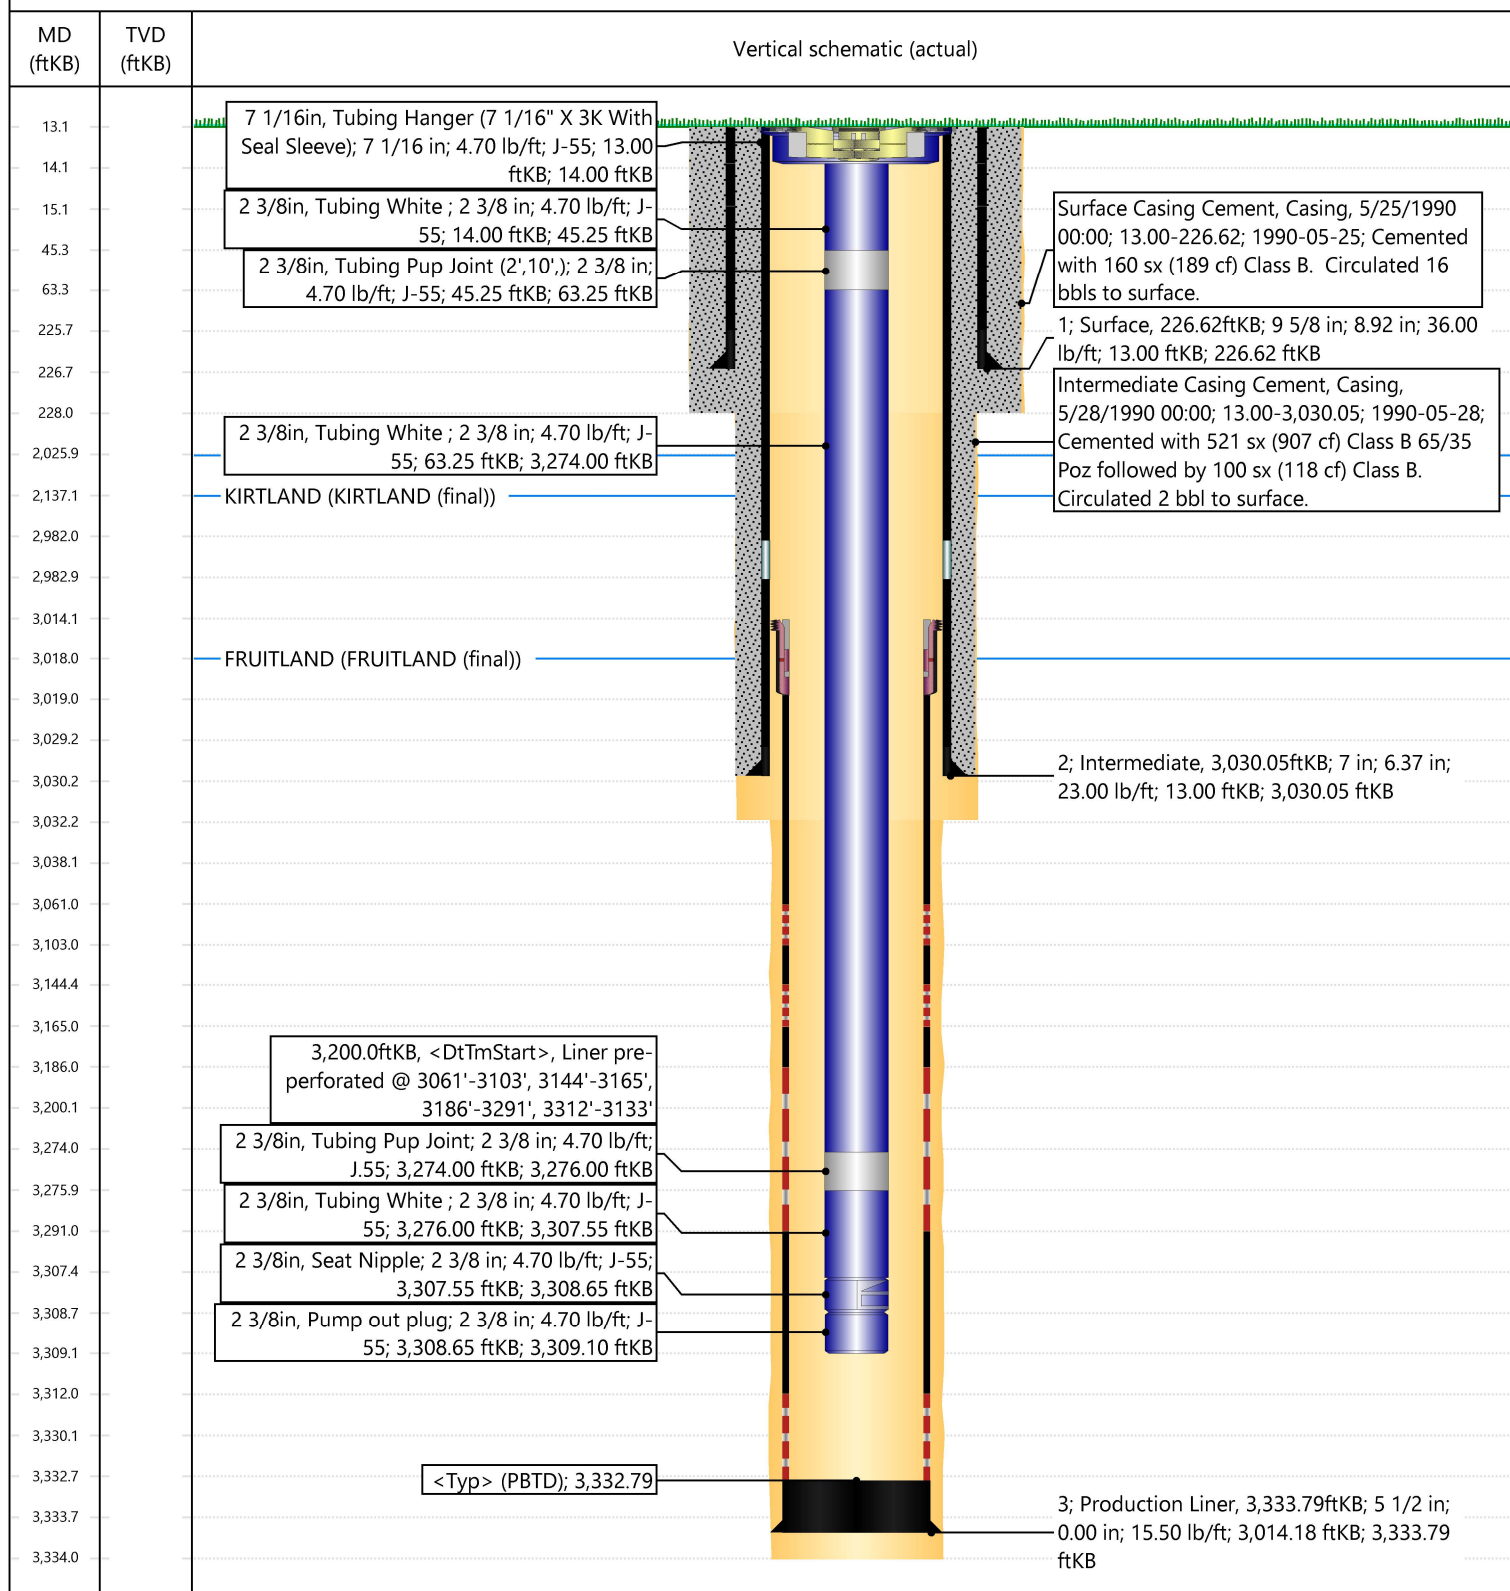 MD
(ftKB)
TVD
(ftKB)
Vertical schematic (actual)
13.1
14.1
15.1
45.3
63.3
225.7
226.7
228.0
2,025.9
2,137.1
2,982.0
2,982.9
3,014.1
3,018.0
3,019.0
3,029.2
3,030.2
3,032.2
3,038.1
3,061.0
3,103.0
3,144.4
3,165.0
3,186.0
3,200.1
3,274.0
3,275.9
3,291.0
3,307.4
3,308.7
3,309.1
3,312.0
3,330.1
3,332.7
3,333.7
3,334.0
7 1/16in, Tubing Hanger (7 1/16" X 3K With
Seal Sleeve); 7 1/16 in; 4.70 lb/ft; J-55; 13.00
ftKB; 14.00 ftKB
2 3/8in, Tubing White ; 2 3/8 in; 4.70 lb/ft; J-
55; 14.00 ftKB; 45.25 ftKB
2 3/8in, Tubing Pup Joint (2',10',); 2 3/8 in;
4.70 lb/ft; J-55; 45.25 ftKB; 63.25 ftKB
2 3/8in, Tubing White ; 2 3/8 in; 4.70 lb/ft; J-
55; 63.25 ftKB; 3,274.00 ftKB
KIRTLAND (KIRTLAND (final))
FRUITLAND (FRUITLAND (final))
3,200.0ftKB, <DtTmStart>, Liner pre-
perforated @ 3061'-3103', 3144'-3165',
3186'-3291', 3312'-3133'
2 3/8in, Tubing Pup Joint; 2 3/8 in; 4.70 lb/ft;
J.55; 3,274.00 ftKB; 3,276.00 ftKB
2 3/8in, Tubing White ; 2 3/8 in; 4.70 lb/ft; J-
55; 3,276.00 ftKB; 3,307.55 ftKB
2 3/8in, Seat Nipple; 2 3/8 in; 4.70 lb/ft; J-55;
3,307.55 ftKB; 3,308.65 ftKB
2 3/8in, Pump out plug; 2 3/8 in; 4.70 lb/ft; J-
55; 3,308.65 ftKB; 3,309.10 ftKB
<Typ> (PBTD); 3,332.79
Surface Casing Cement, Casing, 5/25/1990
00:00; 13.00-226.62; 1990-05-25; Cemented
with 160 sx (189 cf) Class B.  Circulated 16
bbls to surface.
1; Surface, 226.62ftKB; 9 5/8 in; 8.92 in; 36.00
lb/ft; 13.00 ftKB; 226.62 ftKB
Intermediate Casing Cement, Casing,
5/28/1990 00:00; 13.00-3,030.05; 1990-05-28;
Cemented with 521 sx (907 cf) Class B 65/35
Poz followed by 100 sx (118 cf) Class B.
Circulated 2 bbl to surface.
2; Intermediate, 3,030.05ftKB; 7 in; 6.37 in;
23.00 lb/ft; 13.00 ftKB; 3,030.05 ftKB
3; Production Liner, 3,333.79ftKB; 5 1/2 in;
0.00 in; 15.50 lb/ft; 3,014.18 ftKB; 3,333.79
ftKB